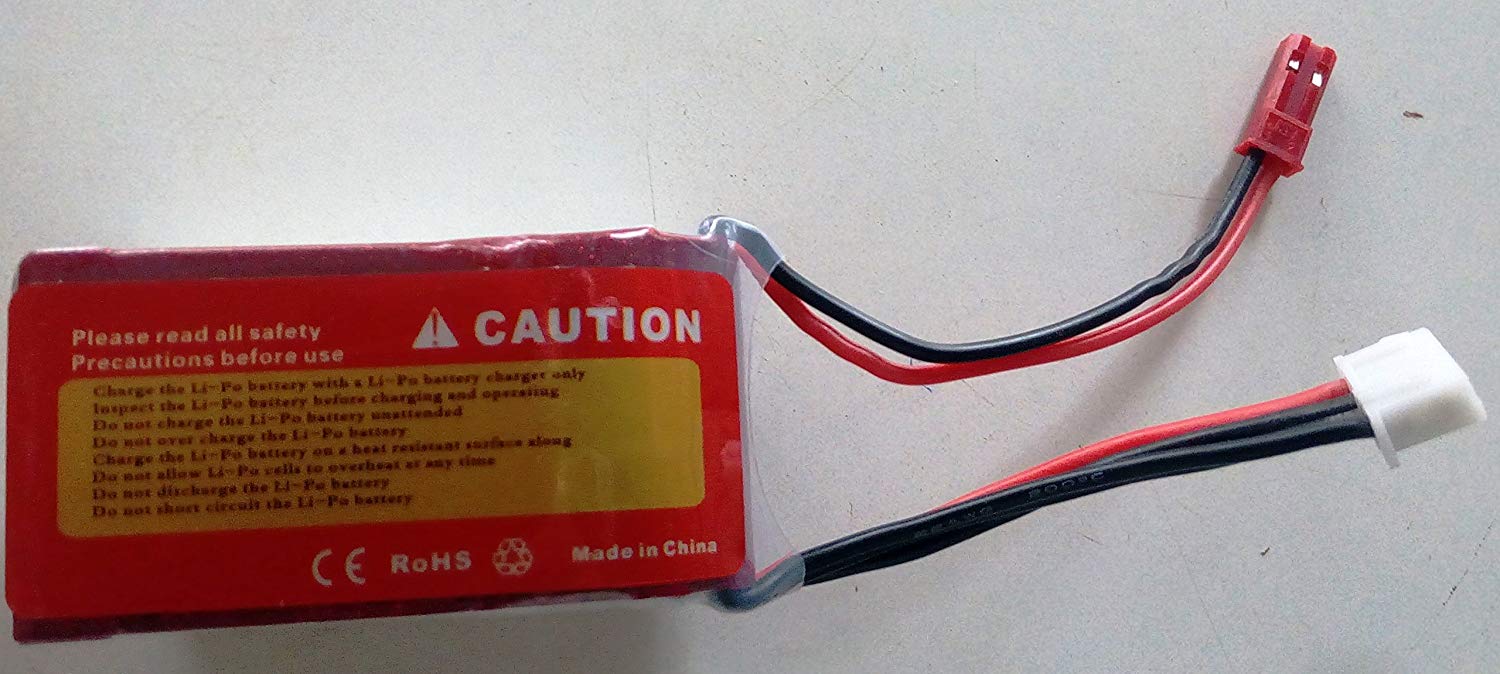 Please read all safety
Precautions before use
CAUTION
Charge the Li-Po battery with a Li-Po battery charger only
Inspect the Li-Po battery before charging and operating
Do not charge the Li-Po battery unattended
Do not over charge the Li-Po battery
Charge the Li-Po battery on a heat resistant surface along
Do not allow Li-Po cells to overheat at any time
Do not discharge the Li-Po battery
Do not short circuit the Li-Po battery
CE RoHS Made in China
200°C